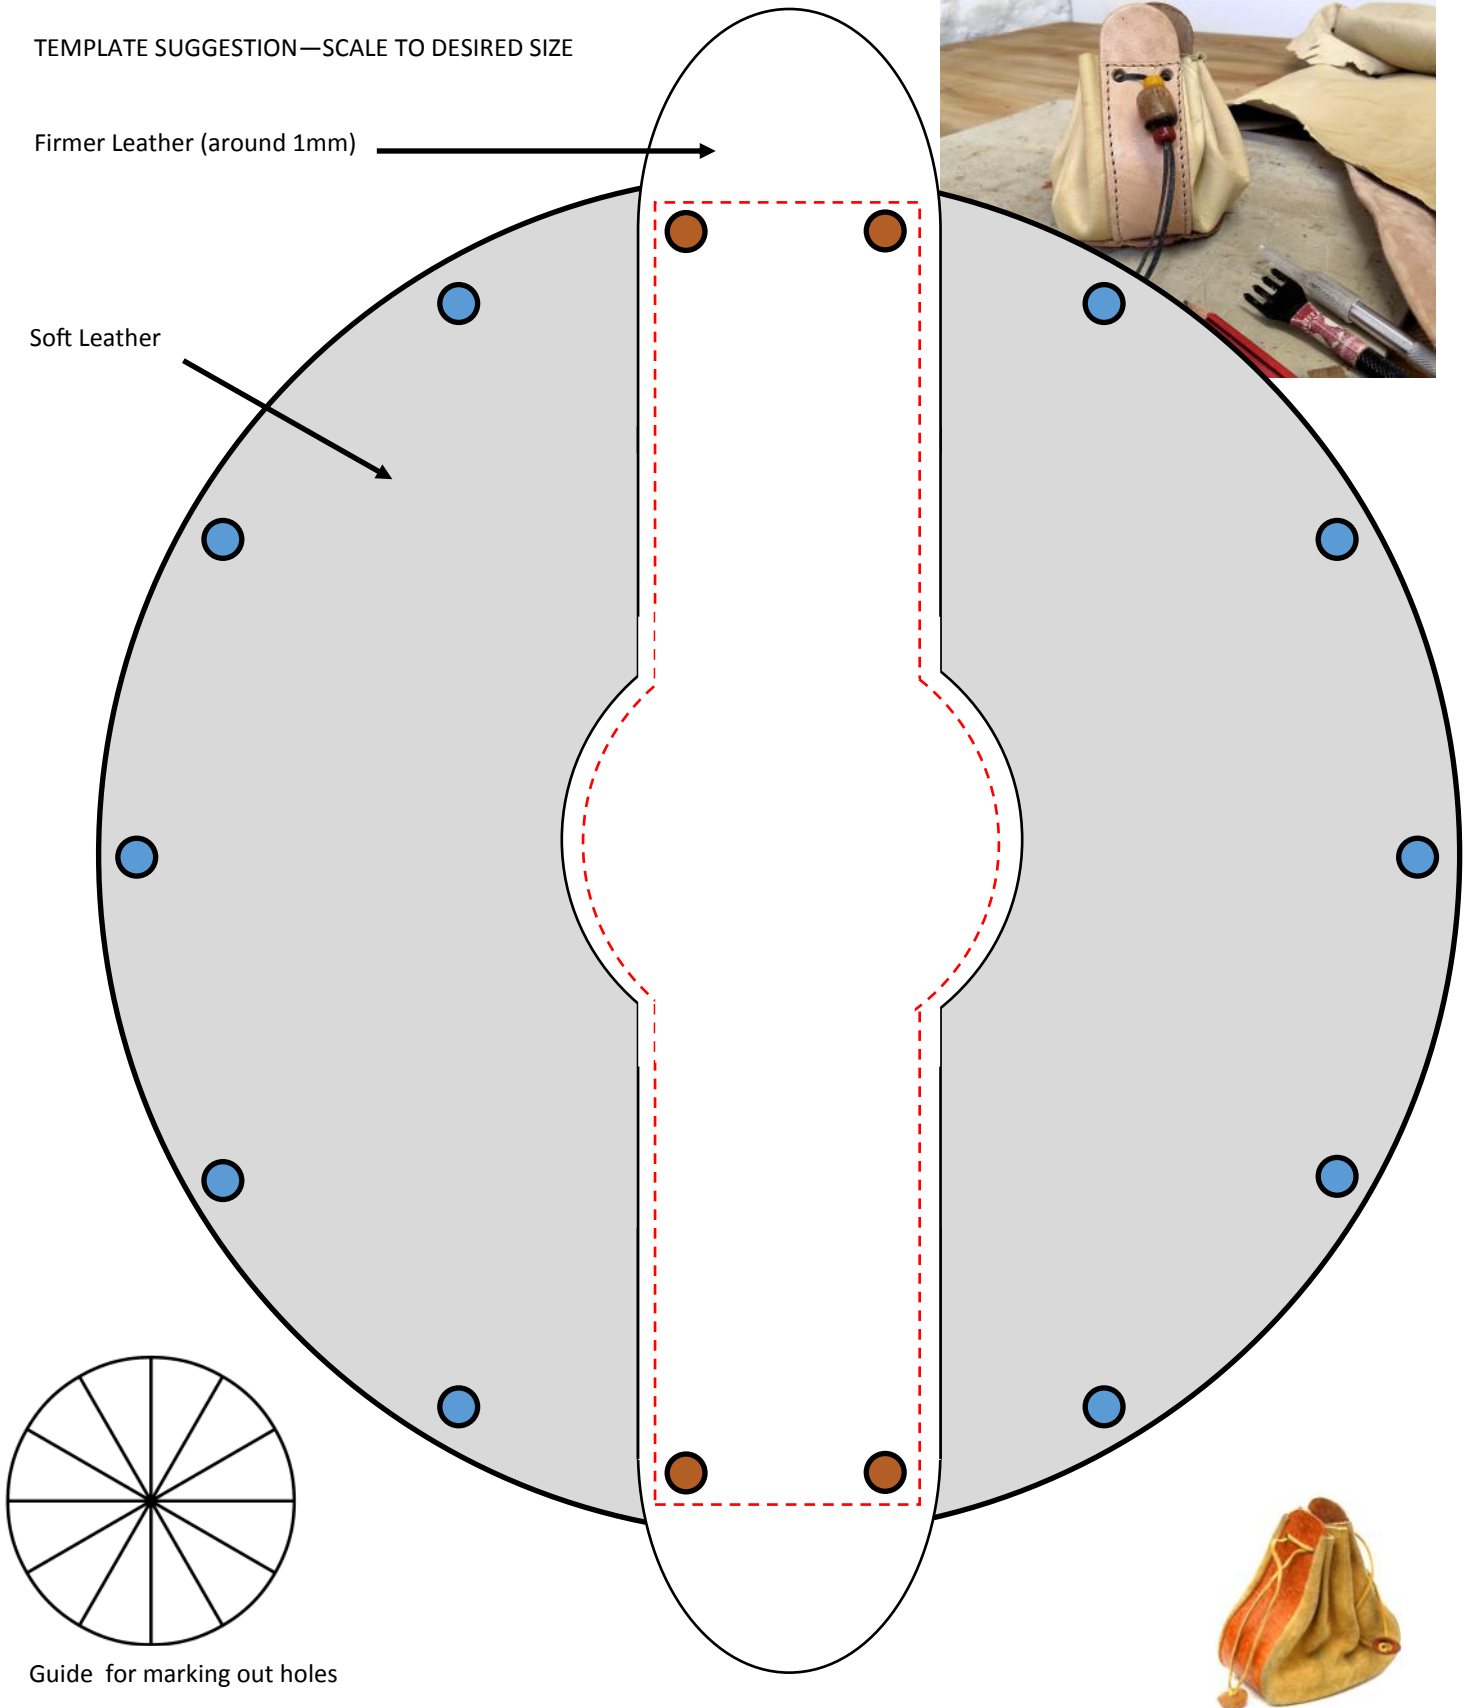 TEMPLATE SUGGESTION—SCALE TO DESIRED SIZE
Firmer Leather (around 1mm)
Soft Leather
Guide for marking out holes